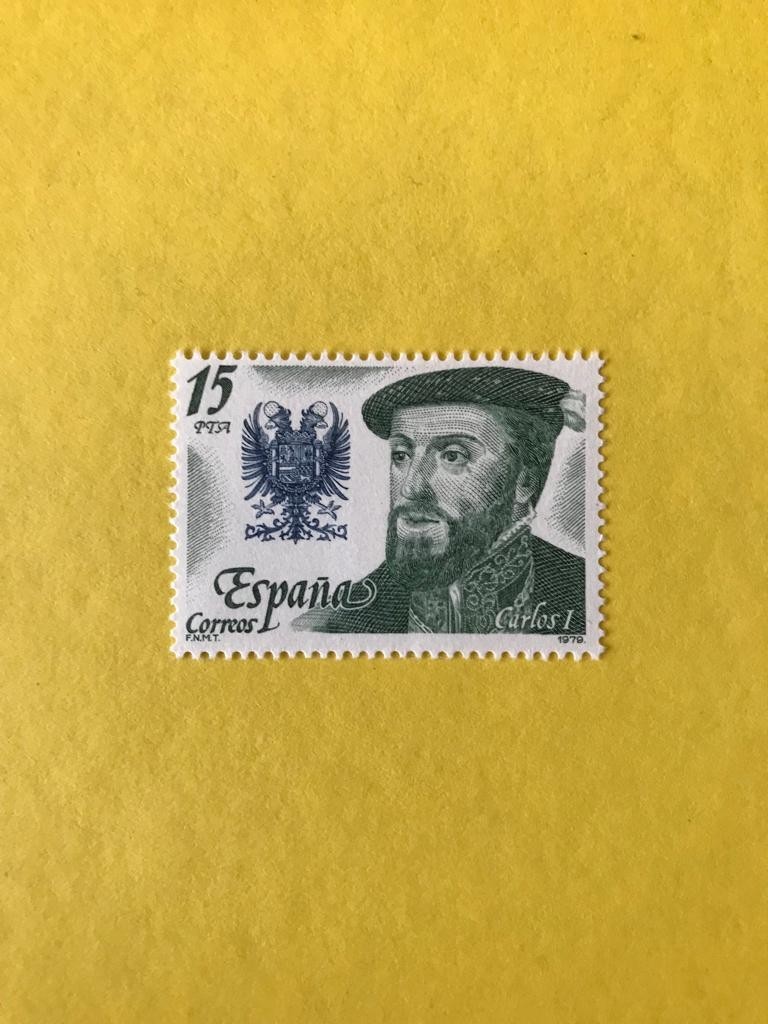 15
PTA
España
Correos
Carlos I
F.N.M.T.
1979.